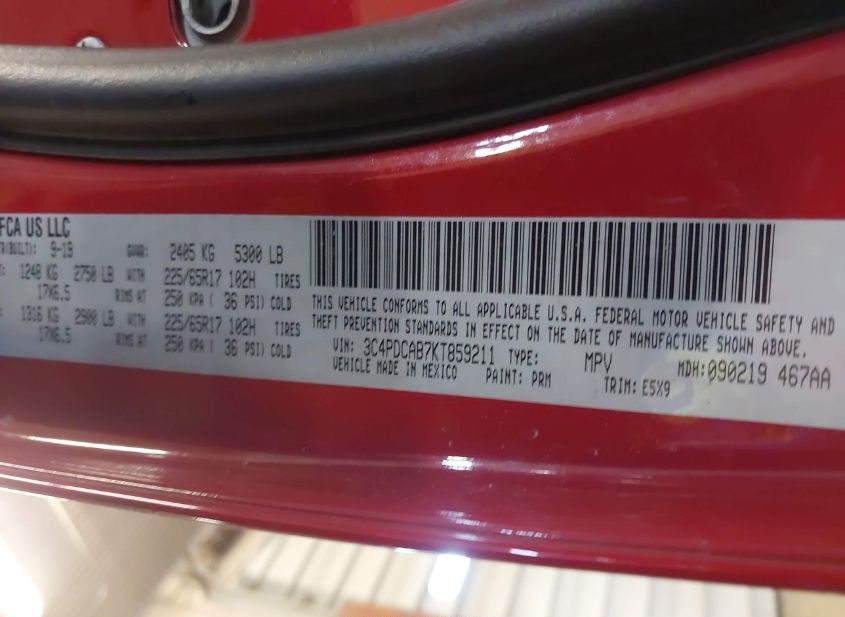 FCA US LLC
(BUILT): 9-19 GVWR: 2405 KG 5300 LB
1248 KG 2750 LB WITH 225/65R17 102H TIRES
17X6.5 RIMS AT 250 KPA ( 36 PSI) COLD
1316 KG 2900 LB WITH 225/65R17 102H TIRES
17X6.5 RIMS AT 250 KPA ( 36 PSI) COLD
THIS VEHICLE CONFORMS TO ALL APPLICABLE U.S.A. FEDERAL MOTOR VEHICLE SAFETY AND
THEFT PREVENTION STANDARDS IN EFFECT ON THE DATE OF MANUFACTURE SHOWN ABOVE.
VIN: 3C4PDCAB7KT859211 TYPE: MPV MDH:090219 467AA
VEHICLE MADE IN MEXICO PAINT: PRM TRIM: E5X9